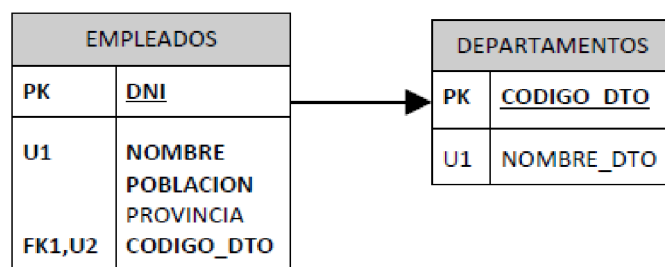 EMPLEADOS
PK DNI
U1 NOMBRE
POBLACION
PROVINCIA
FK1,U2 CODIGO_DTO
DEPARTAMENTOS
PK CODIGO_DTO
U1 NOMBRE_DTO